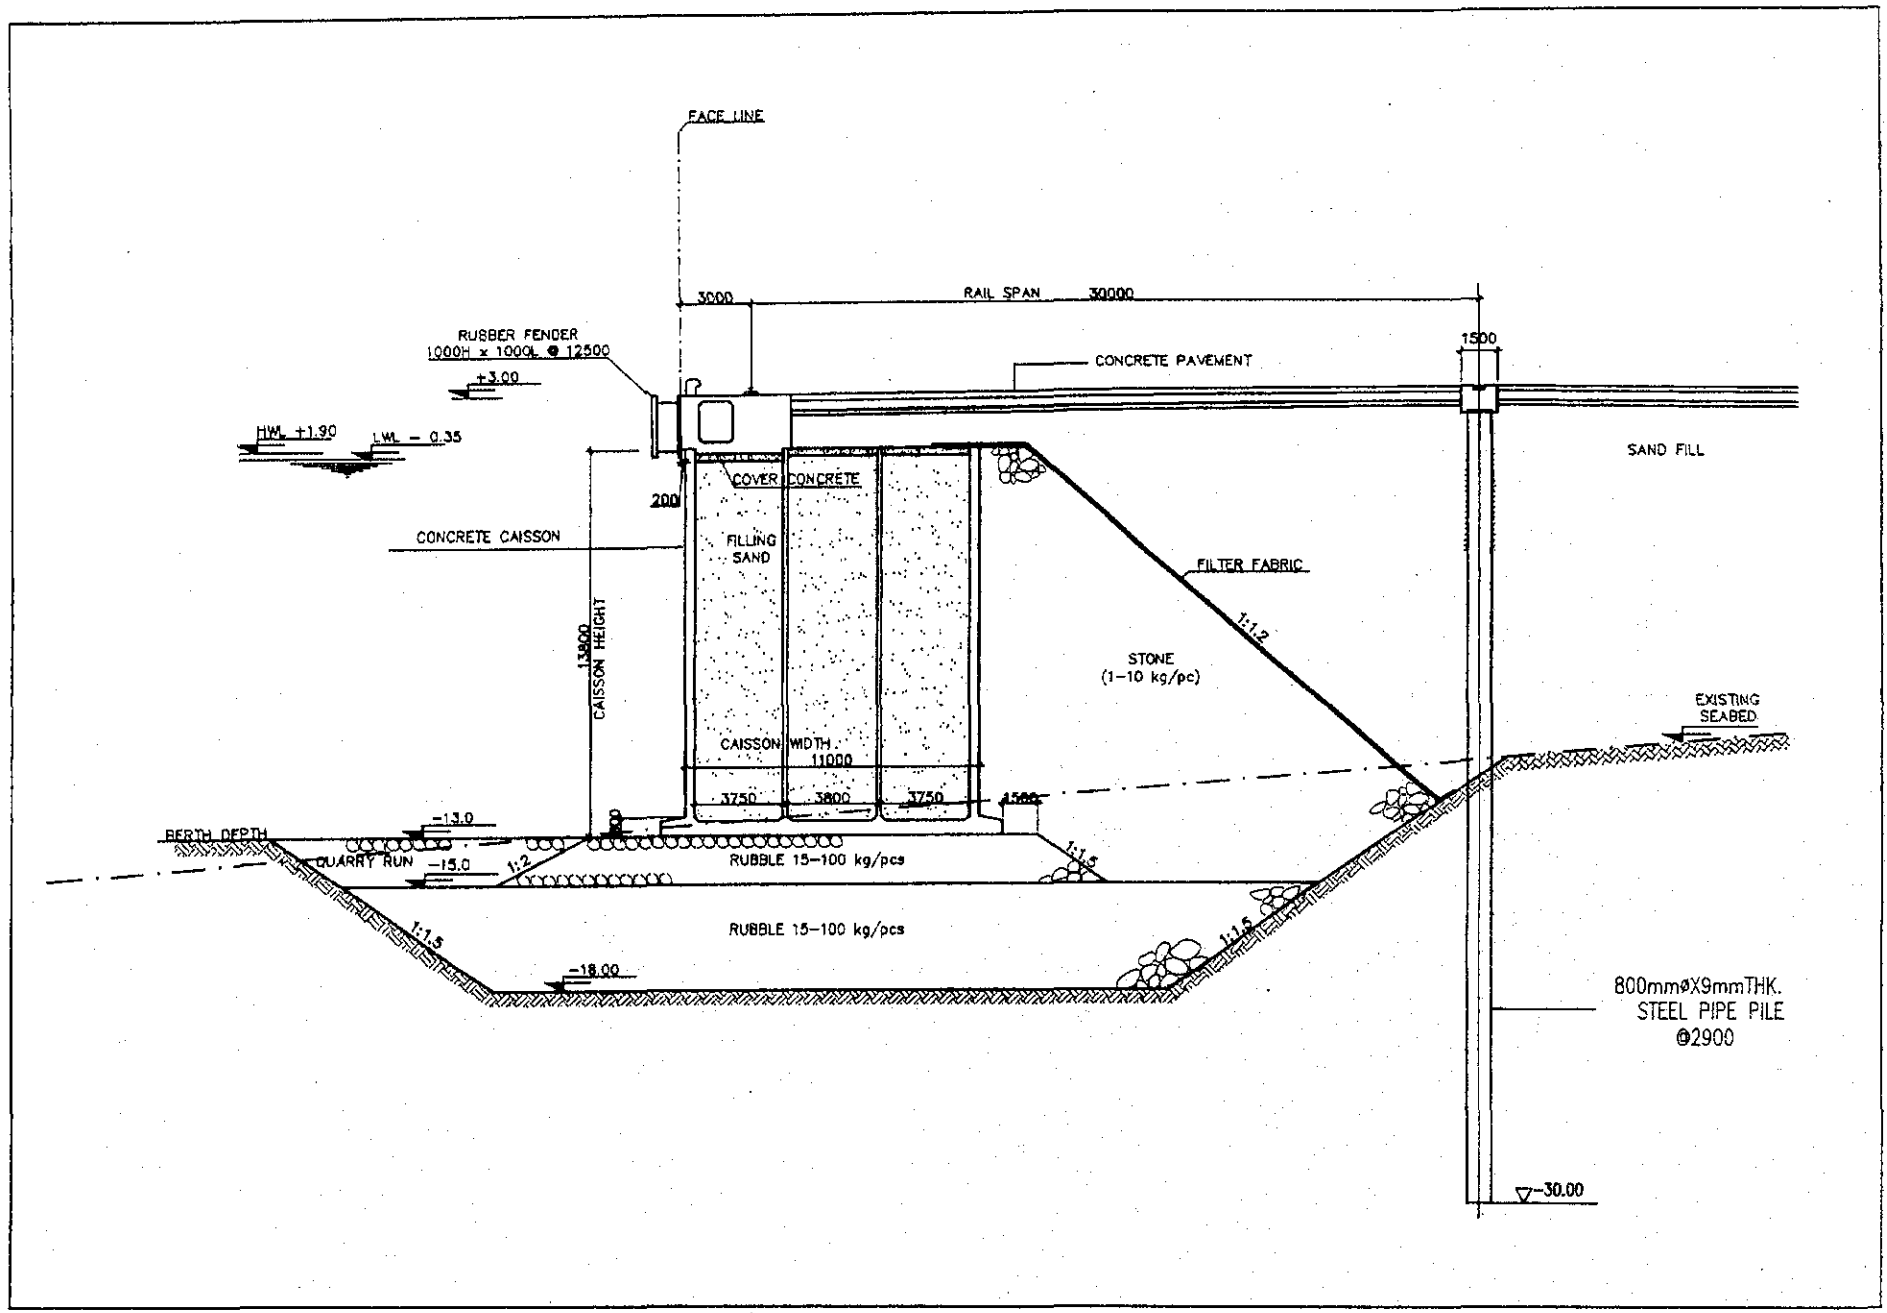 FACE LINE
3000
RAIL SPAN 30000
RUBBER FENDER
1000H x 1000L @ 12500
1500
CONCRETE PAVEMENT
+3.00
HWL +1.90
LWL - 0.35
SAND FILL
COVER CONCRETE
200
CONCRETE CAISSON
FILLING
SAND
FILTER FABRIC
1:1.2
13800
CAISSON HEIGHT
STONE
(1-10 kg/pc)
EXISTING
SEABED
CAISSON WIDTH
11000
3750
3800
3750
1500
-13.0
BERTH DEPTH
QUARRY RUN
-15.0
1:2
RUBBLE 15-100 kg/pcs
1:1.5
RUBBLE 15-100 kg/pcs
1:1.5
1:1.5
-18.00
800mmøX9mmTHK.
STEEL PIPE PILE
@2900
-30.00